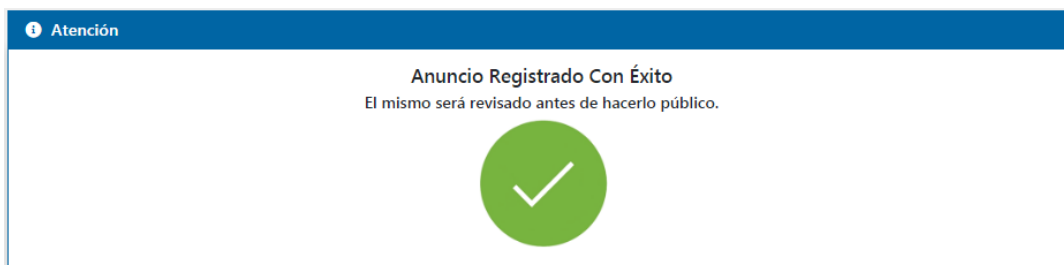 Atención
Anuncio Registrado Con Éxito
El mismo será revisado antes de hacerlo público.